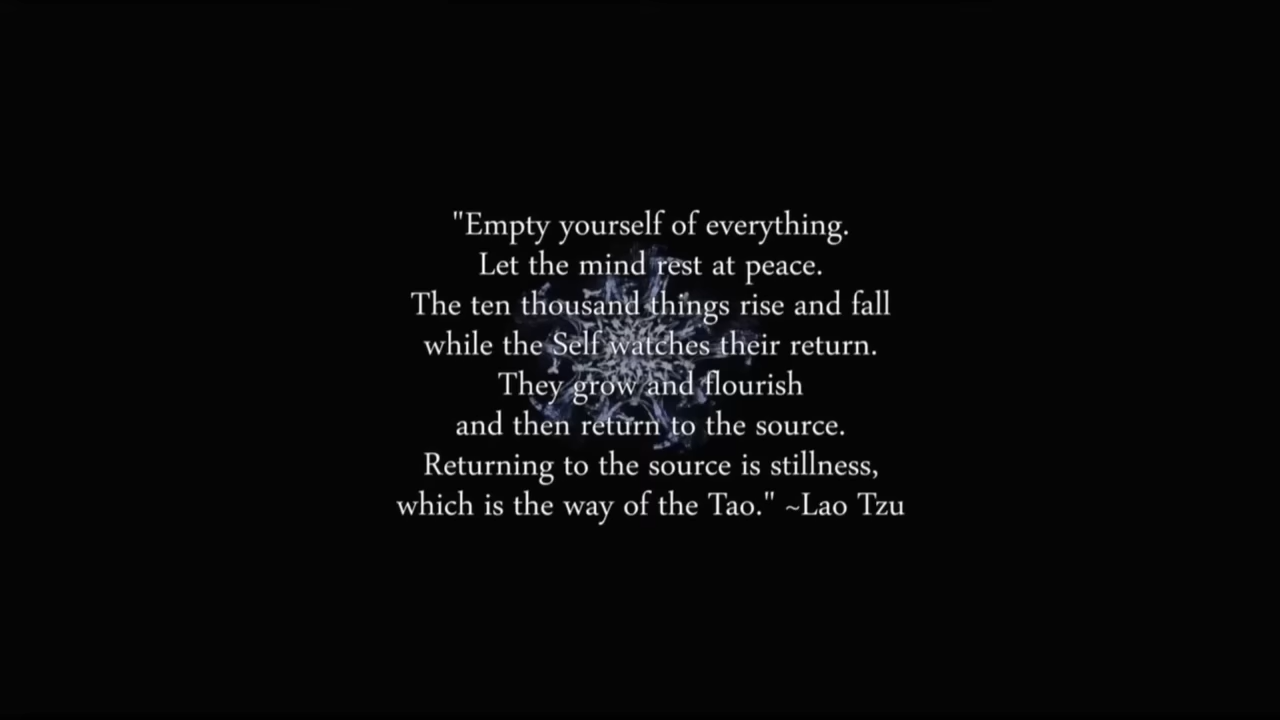 "Empty yourself of everything.
Let the mind rest at peace.
The ten thousand things rise and fall
while the Self watches their return.
They grow and flourish
and then return to the source.
Returning to the source is stillness,
which is the way of the Tao." ~Lao Tzu